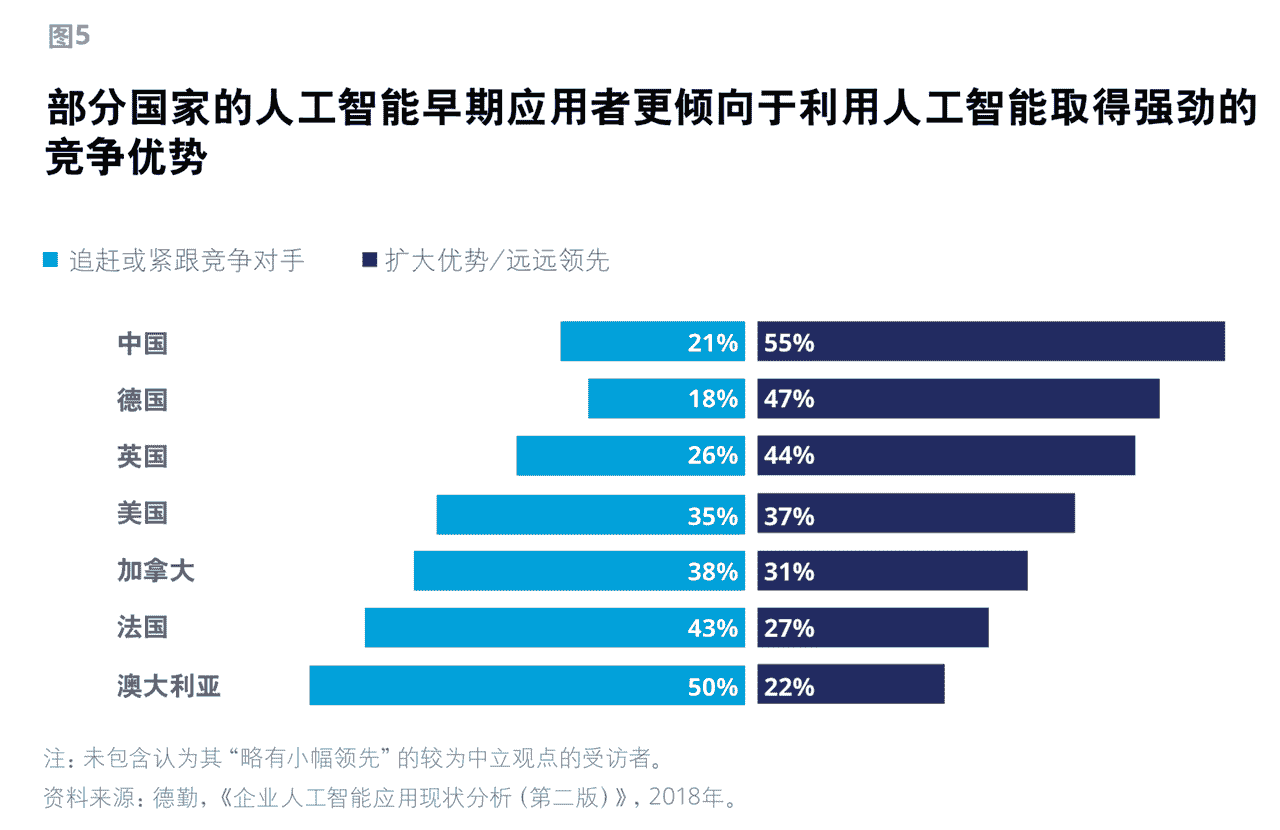 图5
部分国家的人工智能早期应用者更倾向于利用人工智能取得强劲的
竞争优势
追赶或紧跟竞争对手 扩大优势/远远领先
中国 21% 55%
德国 18% 47%
英国 26% 44%
美国 35% 37%
加拿大 38% 31%
法国 43% 27%
澳大利亚 50% 22%
注: 未包含认为其“略有小幅领先”的较为中立观点的受访者。
资料来源: 德勤,《企业人工智能应用现状分析(第二版)》, 2018年。